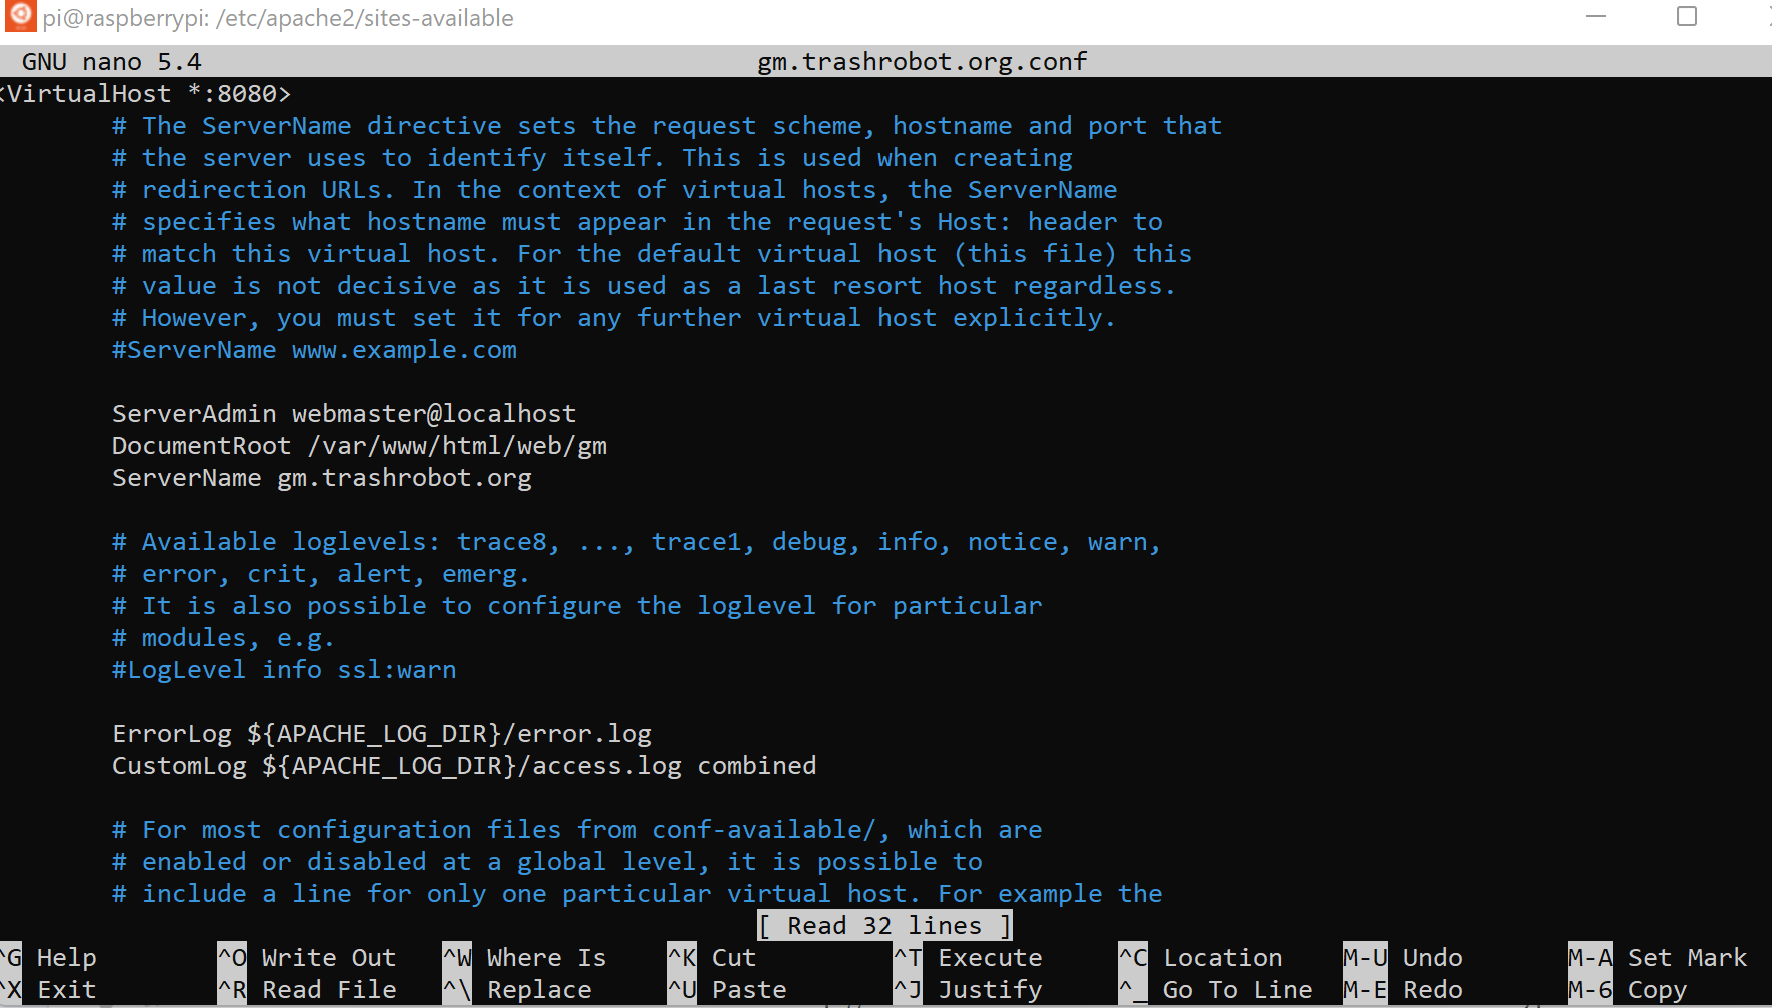 pi@raspberrypi: /etc/apache2/sites-available
GNU nano 5.4 gm.trashrobot.org.conf
<VirtualHost *:8080>
# The ServerName directive sets the request scheme, hostname and port that
# the server uses to identify itself. This is used when creating
# redirection URLs. In the context of virtual hosts, the ServerName
# specifies what hostname must appear in the request's Host: header to
# match this virtual host. For the default virtual host (this file) this
# value is not decisive as it is used as a last resort host regardless.
# However, you must set it for any further virtual host explicitly.
#ServerName www.example.com
ServerAdmin webmaster@localhost
DocumentRoot /var/www/html/web/gm
ServerName gm.trashrobot.org
# Available loglevels: trace8, ..., trace1, debug, info, notice, warn,
# error, crit, alert, emerg.
# It is also possible to configure the loglevel for particular
# modules, e.g.
#LogLevel info ssl:warn
ErrorLog ${APACHE_LOG_DIR}/error.log
CustomLog ${APACHE_LOG_DIR}/access.log combined
# For most configuration files from conf-available/, which are
# enabled or disabled at a global level, it is possible to
# include a line for only one particular virtual host. For example the
[ Read 32 lines ]
^G Help ^O Write Out ^W Where Is ^K Cut ^T Execute ^C Location M-U Undo M-A Set Mark
^X Exit ^R Read File ^\ Replace ^U Paste ^J Justify ^_ Go To Line M-E Redo M-6 Copy